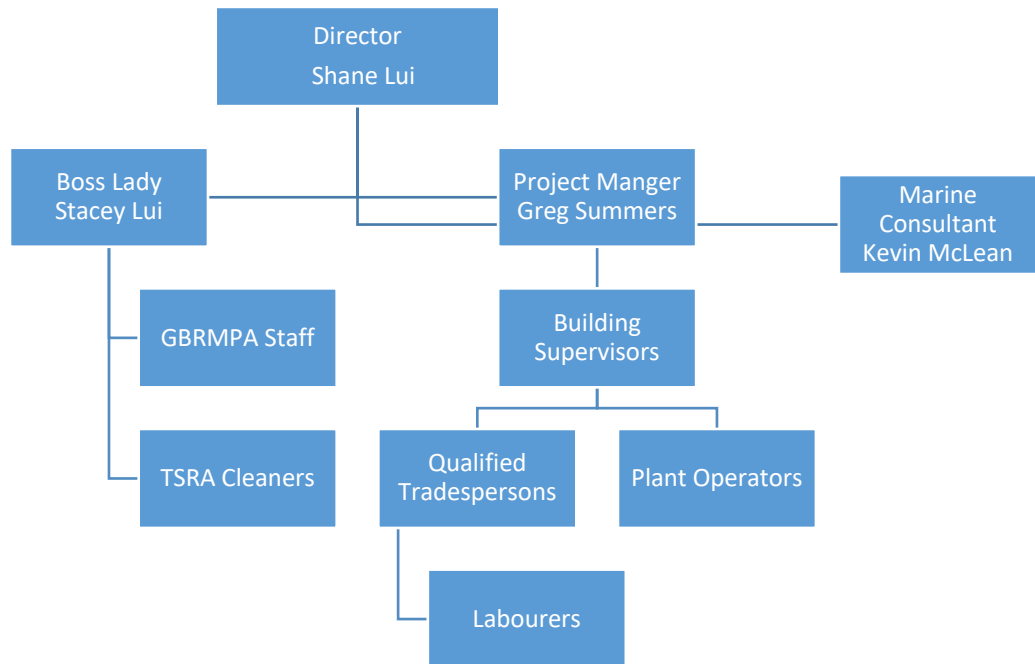 Director
Shane Lui
Boss Lady
Stacey Lui
Project Manger
Greg Summers
Marine
Consultant
Kevin McLean
GBRMPA Staff
Building
Supervisors
TSRA Cleaners
Qualified
Tradespersons
Plant Operators
Labourers